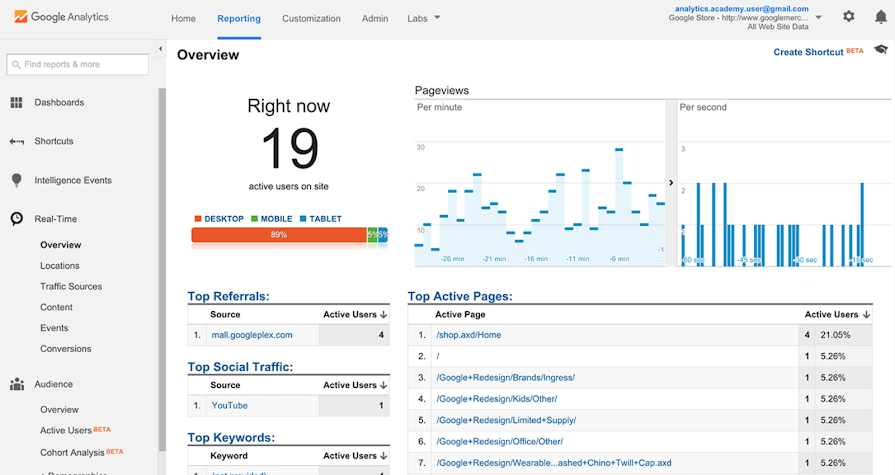 Google Analytics
Home Reporting Customization Admin Labs
analytics.academy.user@gmail.com
Google Store - http://www.googlemerc...
All Web Site Data
Find reports & more
Dashboards
Shortcuts
Intelligence Events
Real-Time
Overview
Locations
Traffic Sources
Content
Events
Conversions
Audience
Overview
Active Users BETA
Cohort Analysis BETA
Overview
Create Shortcut BETA
Right now
19
active users on site
DESKTOP MOBILE TABLET
89% 5% 5%
Pageviews
Per minute
30
20
10
-26 min -21 min -16 min -11 min -6 min -1
Per second
3
2
-60 sec -45 sec -30 sec -15 sec
Top Referrals:
Source Active Users
1. mall.googleplex.com 4
Top Social Traffic:
Source Active Users
1. YouTube 1
Top Keywords:
Keyword Active Users
Top Active Pages:
Active Page Active Users
1. /shop.axd/Home 4 21.05%
2. / 1 5.26%
3. /Google+Redesign/Brands/Ingress/ 1 5.26%
4. /Google+Redesign/Kids/Other/ 1 5.26%
5. /Google+Redesign/Limited+Supply/ 1 5.26%
6. /Google+Redesign/Office/Other/ 1 5.26%
7. /Google+Redesign/Wearable...ashed+Chino+Twill+Cap.axd 1 5.26%